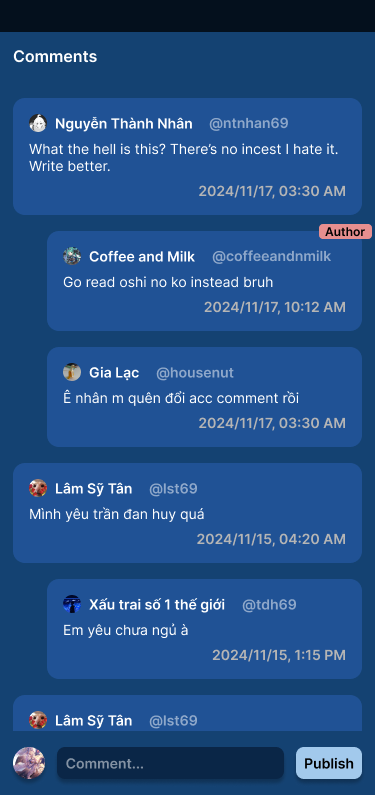 Comments
Nguyễn Thành Nhân @ntnhan69
What the hell is this? There’s no incest I hate it.
Write better.
2024/11/17, 03:30 AM
Author
Coffee and Milk @coffeeandnmilk
Go read oshi no ko instead bruh
2024/11/17, 10:12 AM
Gia Lạc @housenut
Ê nhân m quên đổi acc comment rồi
2024/11/17, 03:30 AM
Lâm Sỹ Tân @lst69
Mình yêu trần đan huy quá
2024/11/15, 04:20 AM
Xấu trai số 1 thế giới @tdh69
Em yêu chưa ngủ à
2024/11/15, 1:15 PM
Lâm Sỹ Tân @lst69
Comment...
Publish